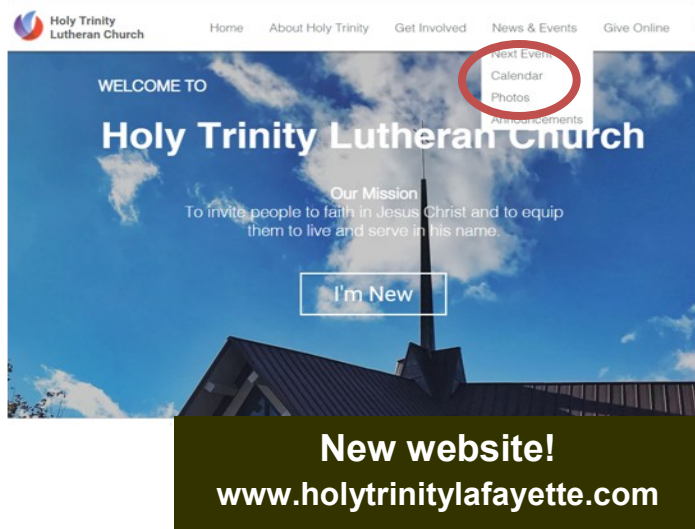 Holy Trinity
Lutheran Church
Home About Holy Trinity Get Involved News & Events Give Online
Next Event
Calendar
Photos
Announcements
WELCOME TO
Holy Trinity Lutheran Church
Our Mission
To invite people to faith in Jesus Christ and to equip
them to live and serve in his name.
I'm New
New website!
www.holytrinitylafayette.com